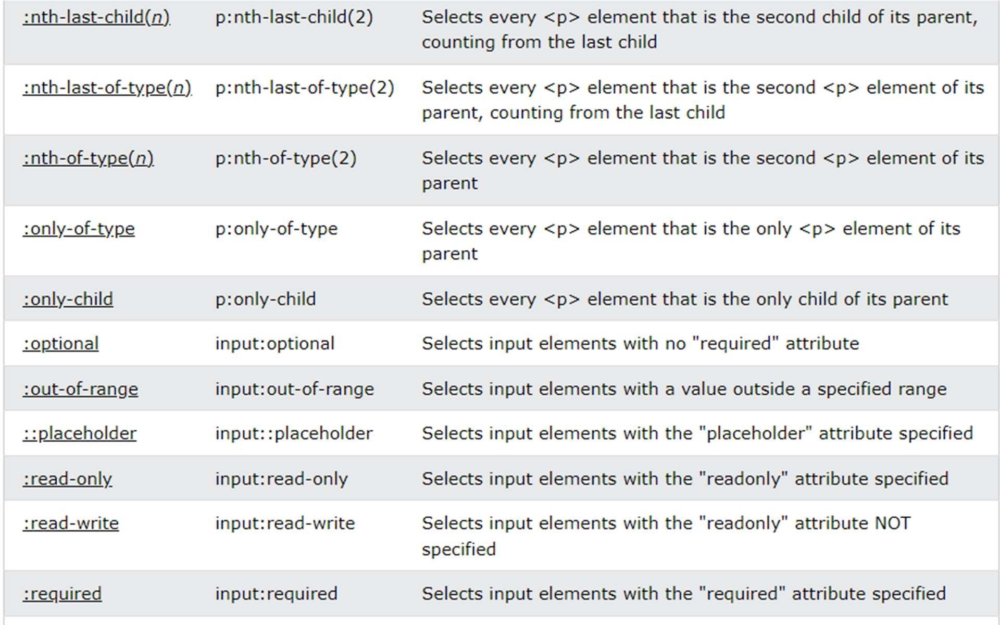 :nth-last-child(n) p:nth-last-child(2) Selects every <p> element that is the second child of its parent,
counting from the last child
:nth-last-of-type(n) p:nth-last-of-type(2) Selects every <p> element that is the second <p> element of its
parent, counting from the last child
:nth-of-type(n) p:nth-of-type(2) Selects every <p> element that is the second <p> element of its
parent
:only-of-type p:only-of-type Selects every <p> element that is the only <p> element of its
parent
:only-child p:only-child Selects every <p> element that is the only child of its parent
:optional input:optional Selects input elements with no "required" attribute
:out-of-range input:out-of-range Selects input elements with a value outside a specified range
::placeholder input::placeholder Selects input elements with the "placeholder" attribute specified
:read-only input:read-only Selects input elements with the "readonly" attribute specified
:read-write input:read-write Selects input elements with the "readonly" attribute NOT
specified
:required input:required Selects input elements with the "required" attribute specified